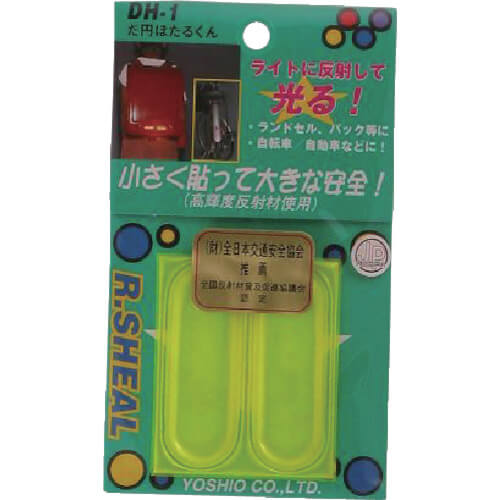 DH-1
だ円ほたるくん
ライトに反射して
光る!
・ランドセル、バック等に
・自転車/自動車などに!
小さく貼って大きな安全!
(高輝度反射材使用)
(財)全日本交通安全協会
推薦
全国反射材普及促進協議会
認定
R.SHEAL
YOSHIO CO.,LTD.